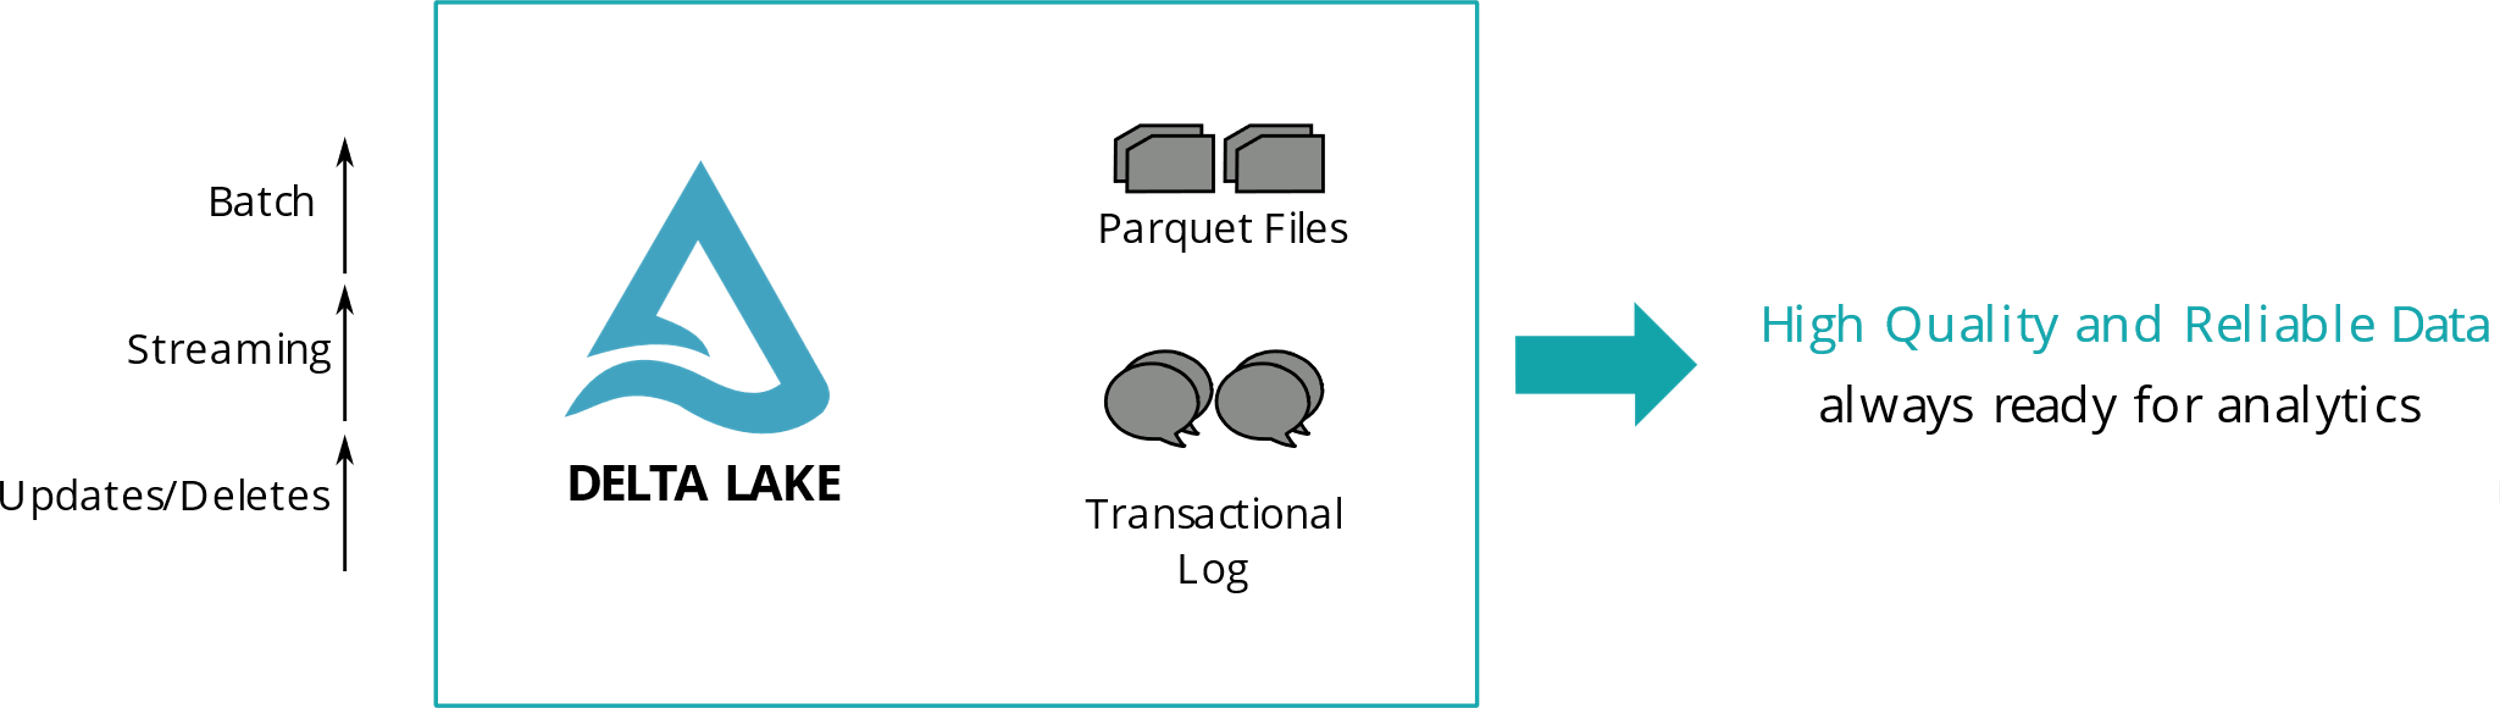 Batch
Streaming
Updates/Deletes
DELTA LAKE
Parquet Files
Transactional
Log
High Quality and Reliable Data
always ready for analytics